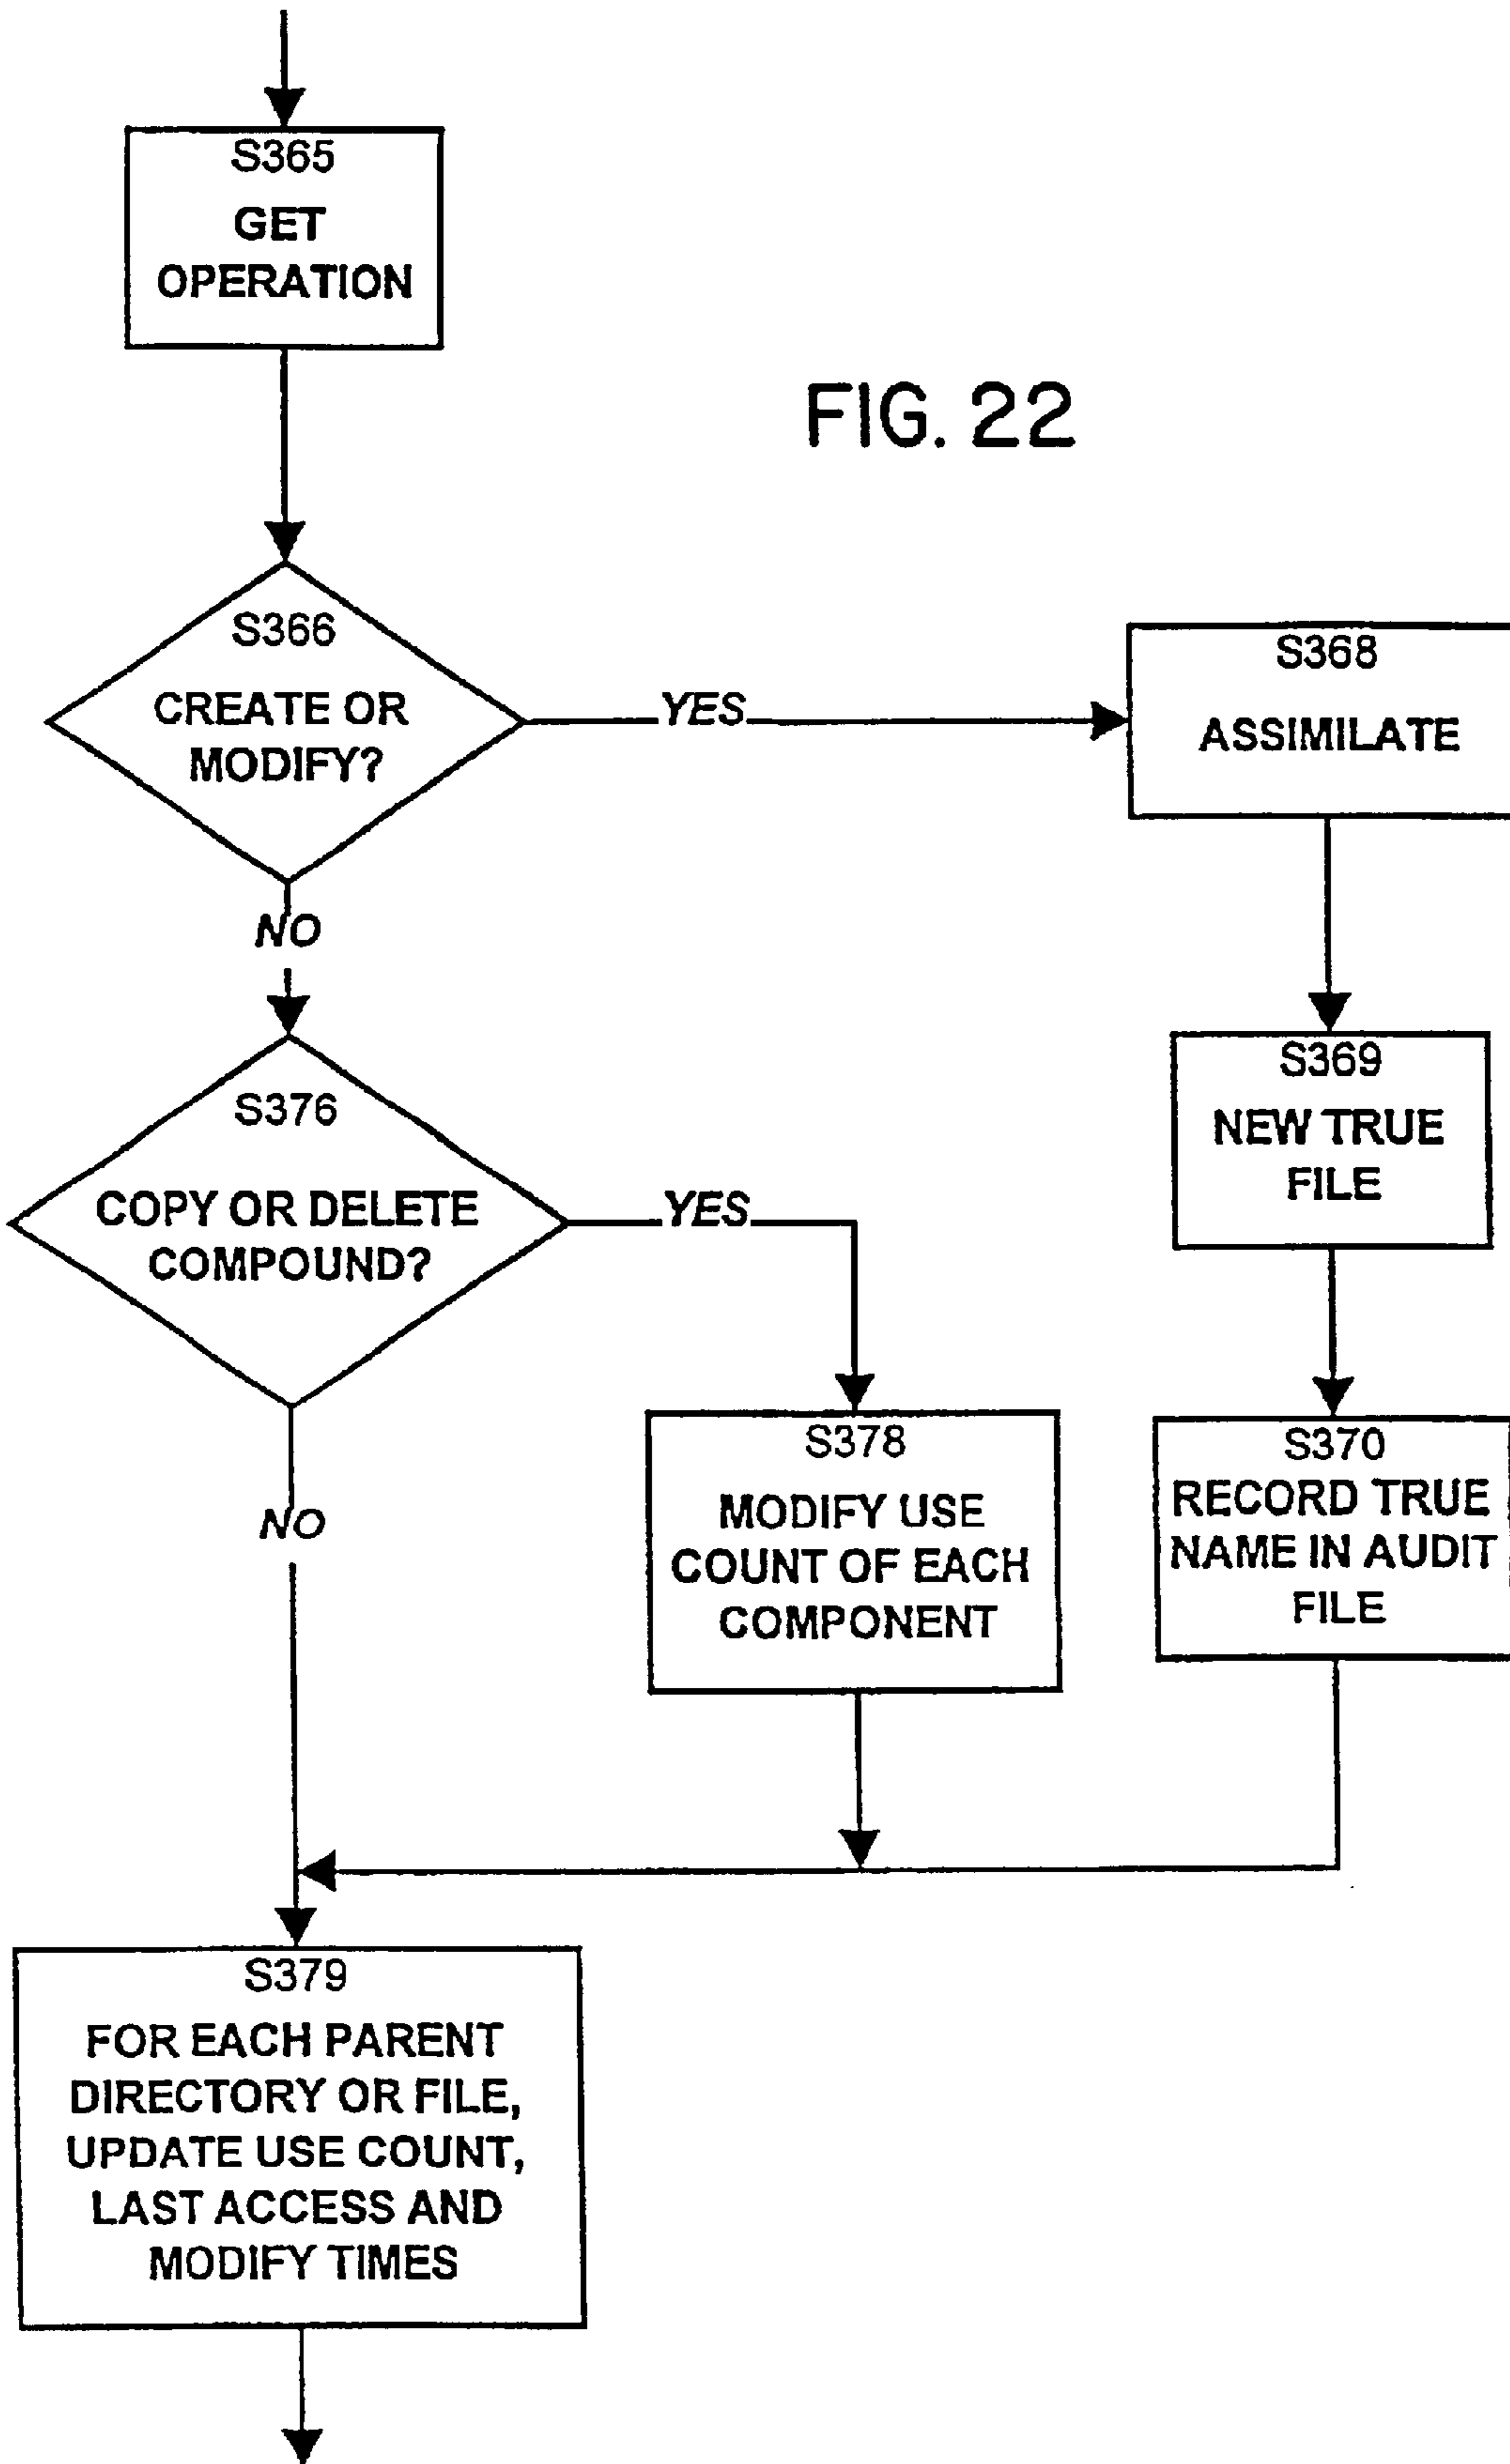 S365
GET
OPERATION
FIG. 22
S366
CREATE OR
MODIFY?
YES
S368
ASSIMILATE
NO
S369
NEW TRUE
FILE
S376
COPY OR DELETE
COMPOUND?
YES
S370
RECORD TRUE
NAME IN AUDIT
FILE
S378
MODIFY USE
COUNT OF EACH
COMPONENT
NO
S379
FOR EACH PARENT
DIRECTORY OR FILE,
UPDATE USE COUNT,
LAST ACCESS AND
MODIFY TIMES